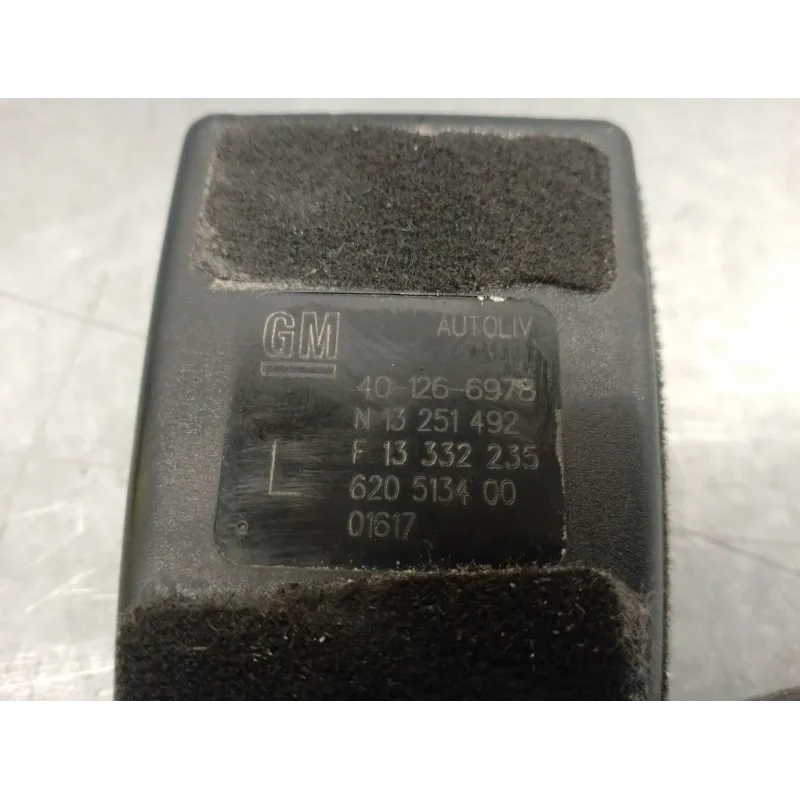 GM AUTOLIV
40 126-6978
N 13 251 492
L F 13 332 235
620 5134 00
01617